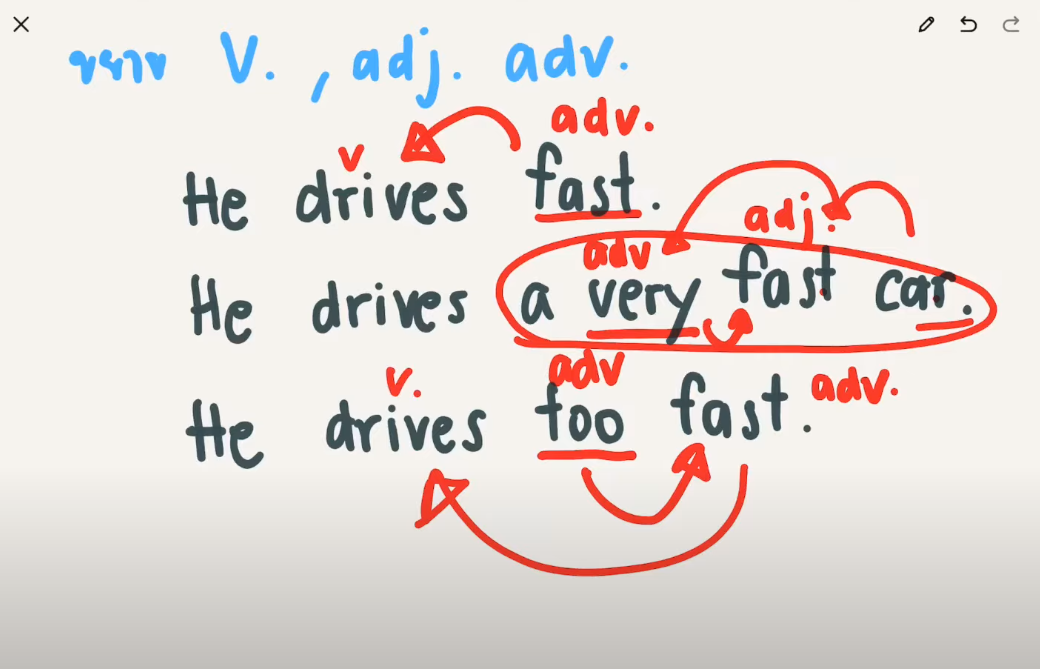 ขยาย V. , adj. adv.
adv.
v
He drives fast.
adj.
adv
He drives a very fast car.
v. adv adv.
He drives too fast.